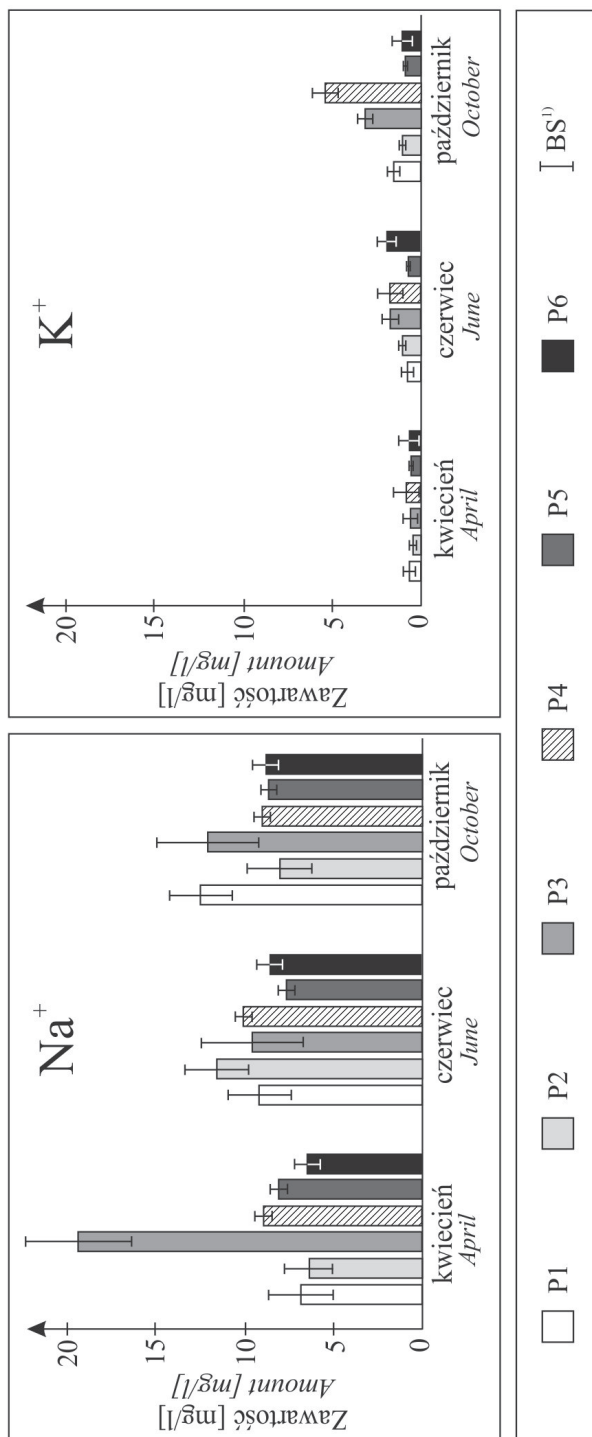 Na+
Zawartość [mg/l]
Amount [mg/l]
20
15
10
5
0
kwiecień
April
czerwiec
June
październik
October
K+
Zawartość [mg/l]
Amount [mg/l]
20
15
10
5
0
kwiecień
April
czerwiec
June
październik
October
P1 P2 P3 P4 P5 P6 BS1)